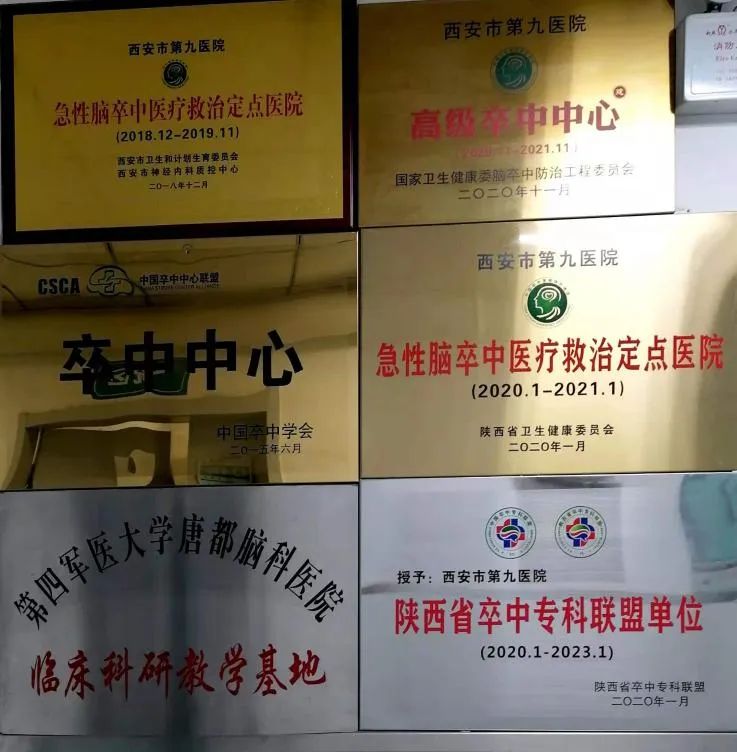 西安市第九医院
急性脑卒中医疗救治定点医院
(2018.12-2019.11)
西安市卫生和计划生育委员会
西安市神经内科质控中心
二〇一八年十二月
西安市第九医院
高级卒中中心
建
(2020.11-2021.11)
国家卫生健康委脑卒中防治工程委员会
二〇二〇年十一月
CSCA 中国卒中中心联盟
CHINA STROKE CENTER ALLIANCE
卒中中心
中国卒中学会
二〇一五年六月
西安市第九医院
急性脑卒中医疗救治定点医院
(2020.1-2021.1)
陕西省卫生健康委员会
二〇二〇年一月
第四军医大学唐都脑科医院
临床科研教学基地
授予：西安市第九医院
陕西省卒中专科联盟单位
(2020.1-2023.1)
陕西省卒中专科联盟
二〇二〇年一月
消防